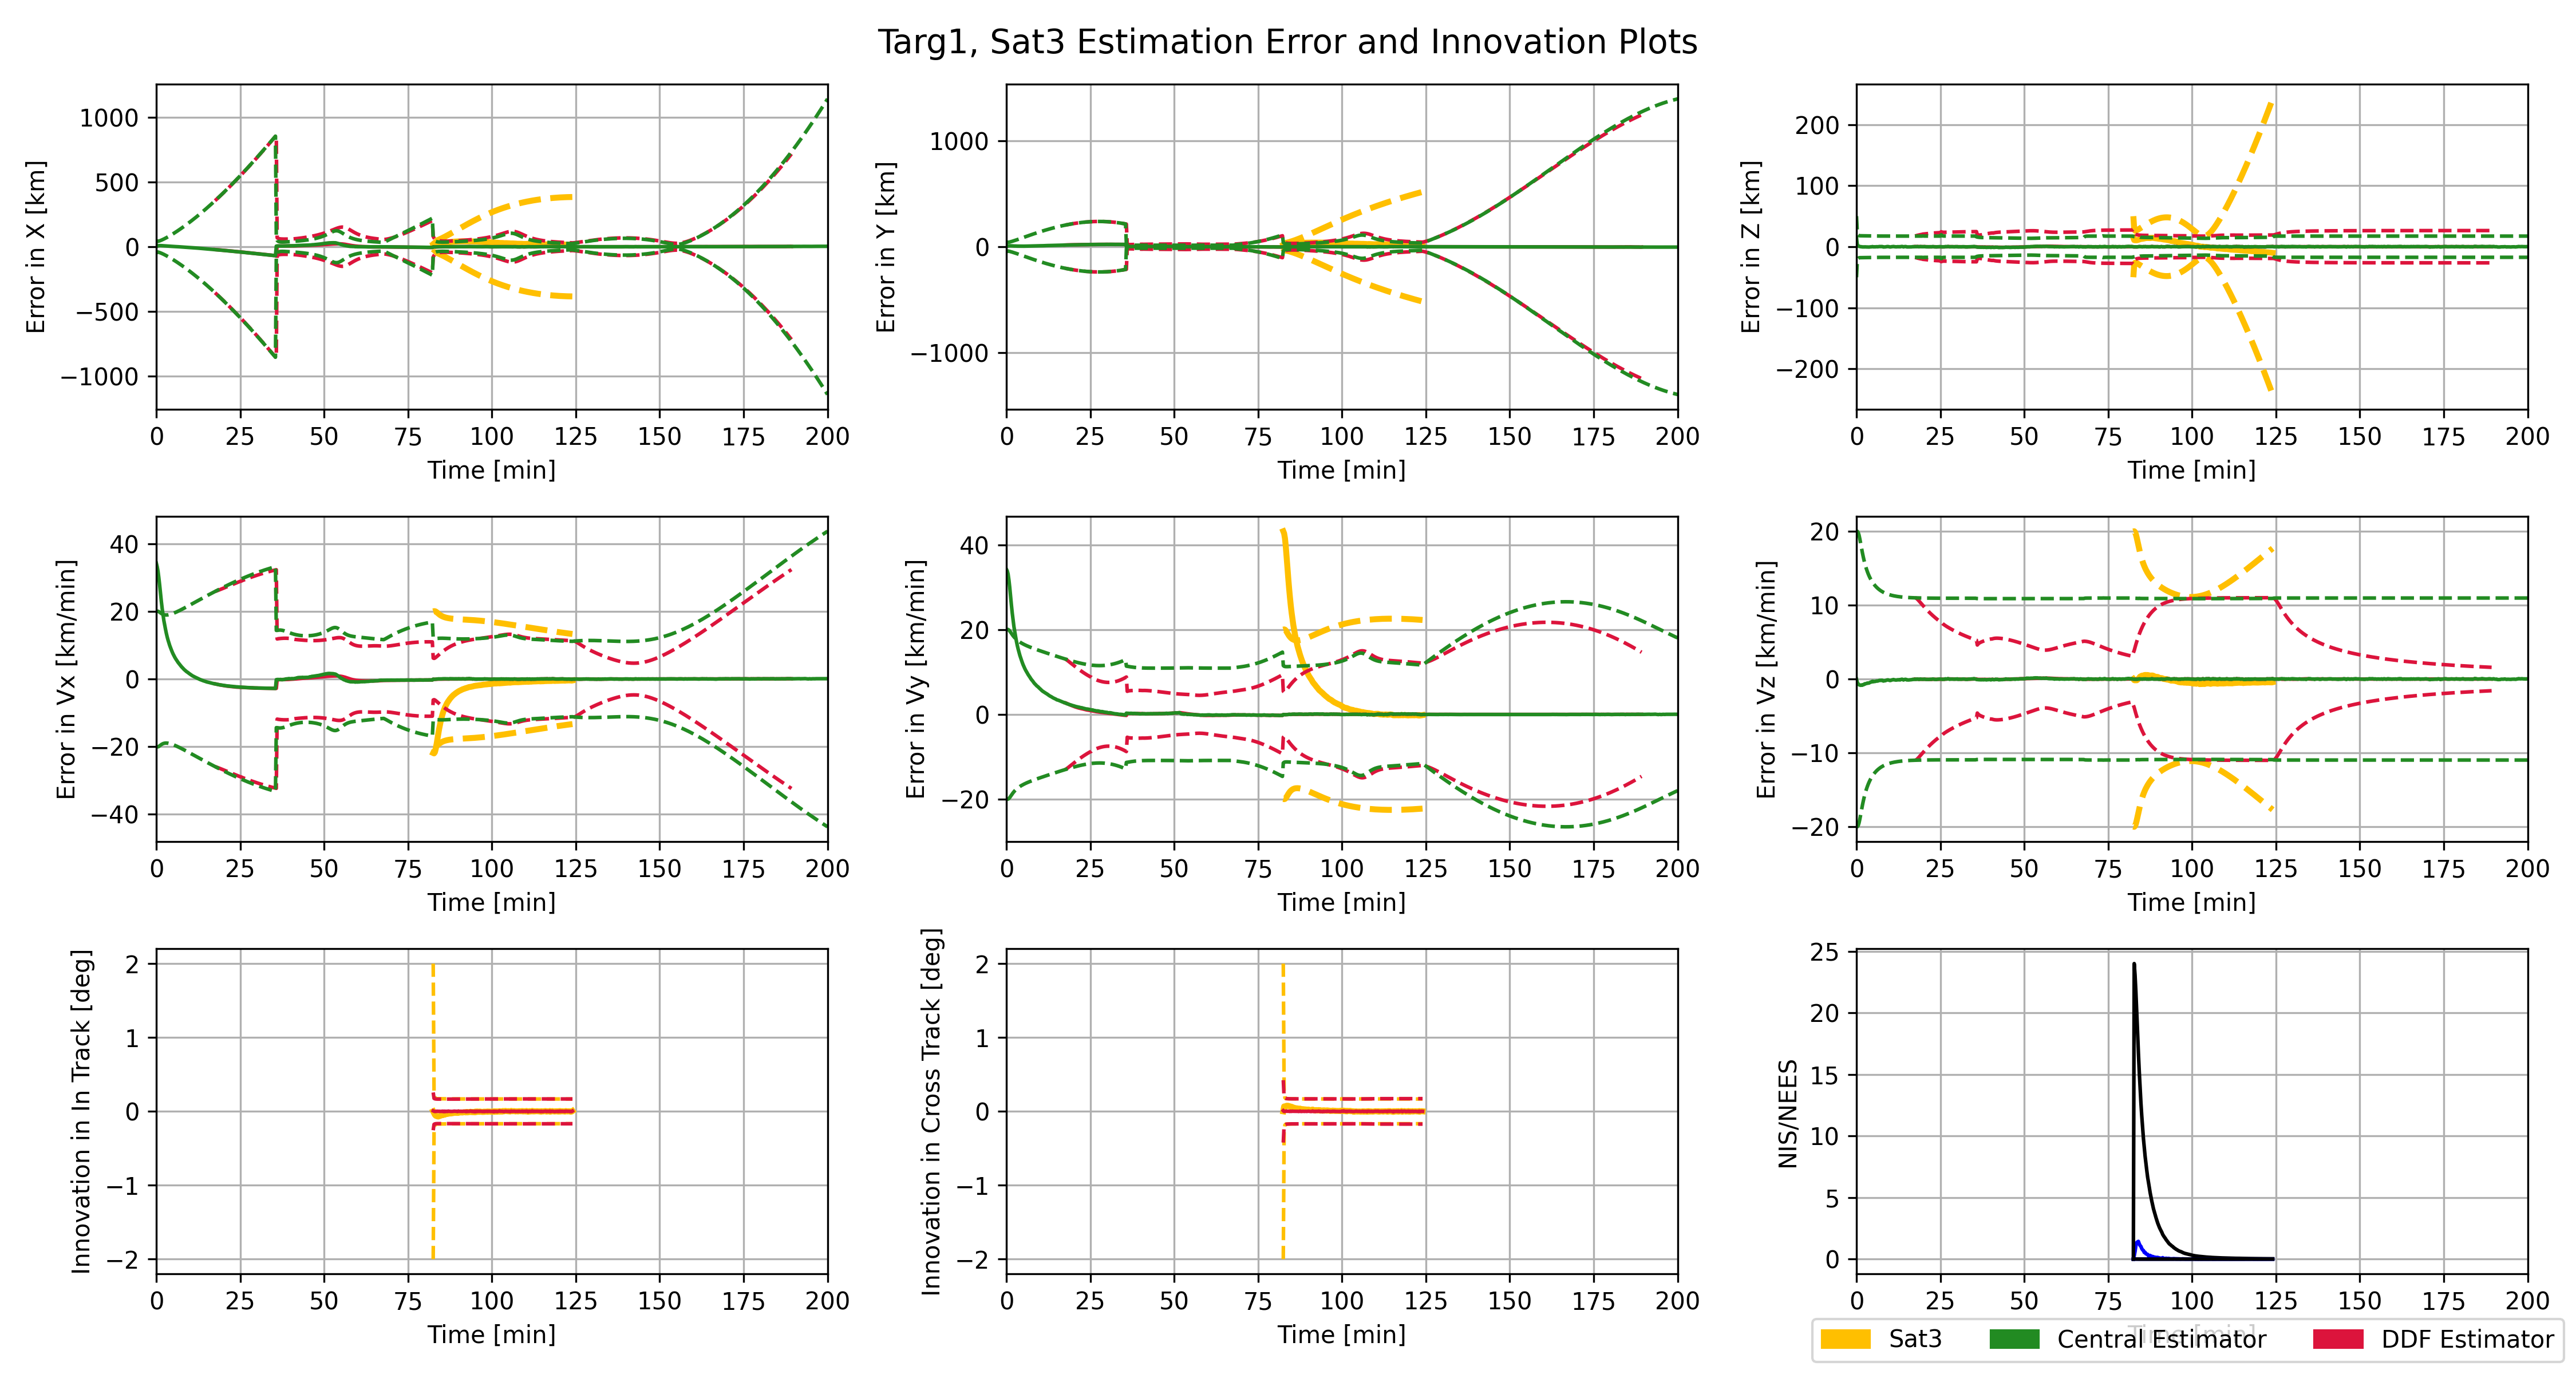 Targ1, Sat3 Estimation Error and Innovation Plots
Error in X [km]
1000
500
0
−500
−1000
0 25 50 75 100 125 150 175 200
Time [min]
Error in Y [km]
1000
0
−1000
0 25 50 75 100 125 150 175 200
Time [min]
Error in Z [km]
200
100
0
−100
−200
0 25 50 75 100 125 150 175 200
Time [min]
Error in Vx [km/min]
40
20
0
−20
−40
0 25 50 75 100 125 150 175 200
Time [min]
Error in Vy [km/min]
40
20
0
−20
0 25 50 75 100 125 150 175 200
Time [min]
Error in Vz [km/min]
20
10
0
−10
−20
0 25 50 75 100 125 150 175 200
Time [min]
Innovation in In Track [deg]
2
1
0
−1
−2
0 25 50 75 100 125 150 175 200
Time [min]
Innovation in Cross Track [deg]
2
1
0
−1
−2
0 25 50 75 100 125 150 175 200
Time [min]
NIS/NEES
25
20
15
10
5
0
0 25 50 75 100 125 150 175 200
Time [min]
Sat3 Central Estimator DDF Estimator